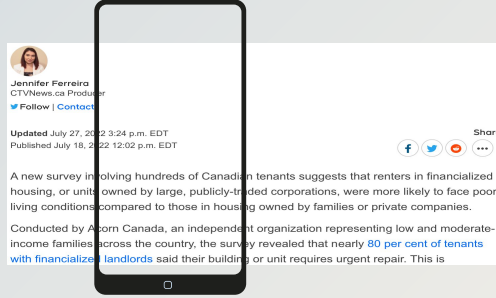 Jennifer Ferreira
CTVNews.ca Producer
Follow | Contact
Updated July 27, 2022 3:24 p.m. EDT
Published July 18, 2022 12:02 p.m. EDT
Shar
A new survey involving hundreds of Canadian tenants suggests that renters in financialized
housing, or units owned by large, publicly-traded corporations, were more likely to face poor
living conditions compared to those in housing owned by families or private companies.
Conducted by Acorn Canada, an independent organization representing low and moderate-
income families across the country, the survey revealed that nearly 80 per cent of tenants
with financialized landlords said their building or unit requires urgent repair. This is